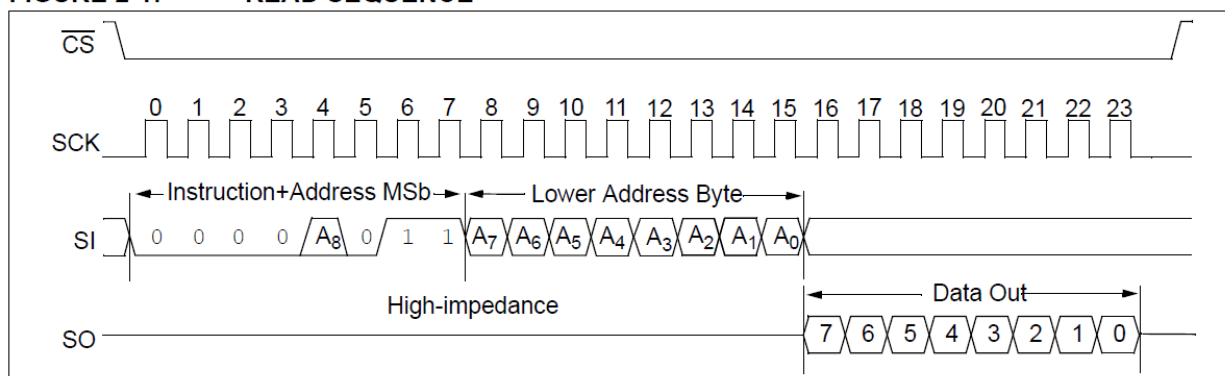 CS
0 1 2 3 4 5 6 7 8 9 10 11 12 13 14 15 16 17 18 19 20 21 22 23
SCK
Instruction+Address MSb Lower Address Byte
SI 0 0 0 0 A8 0 1 1 A7 A6 A5 A4 A3 A2 A1 A0
High-impedance Data Out
SO 7 6 5 4 3 2 1 0